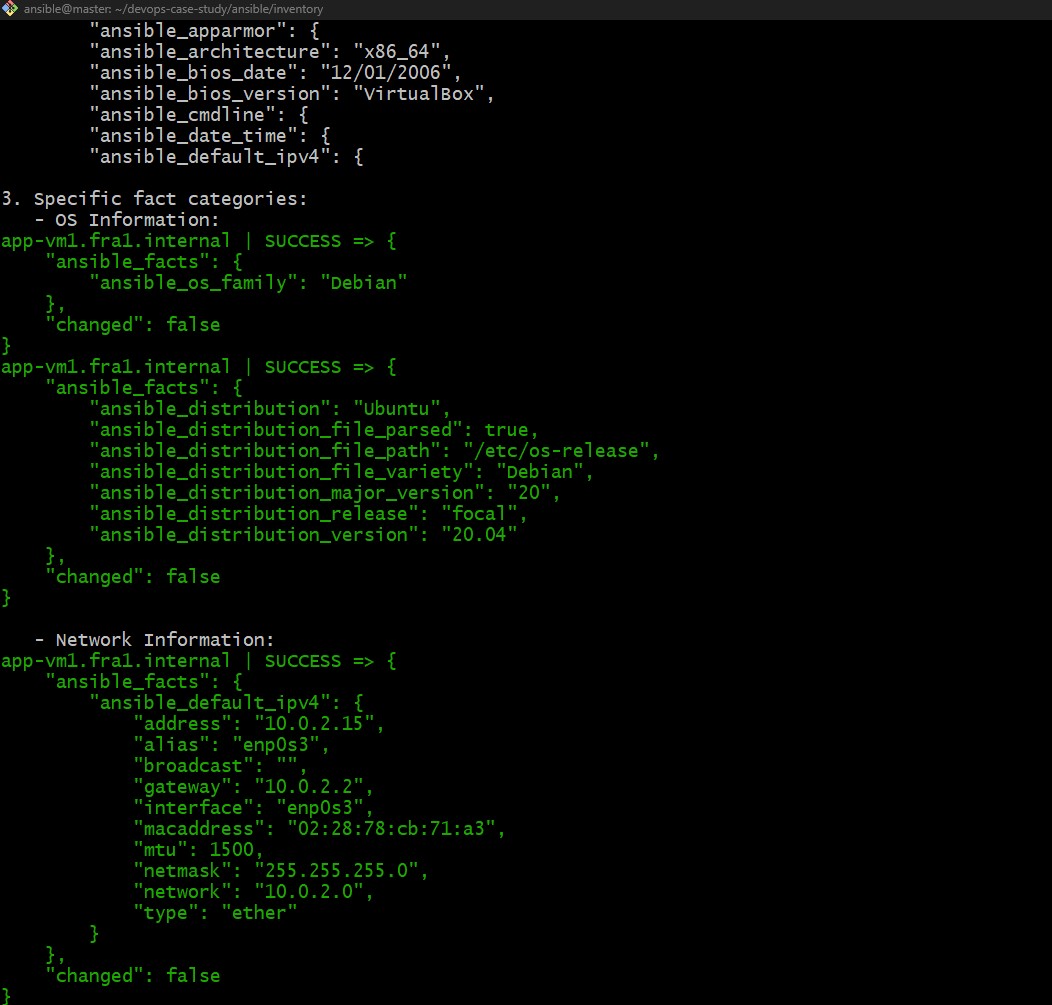 ansible@master: ~/devops-case-study/ansible/inventory
        "ansible_apparmor": {
        "ansible_architecture": "x86_64",
        "ansible_bios_date": "12/01/2006",
        "ansible_bios_version": "VirtualBox",
        "ansible_cmdline": {
        "ansible_date_time": {
        "ansible_default_ipv4": {

3. Specific fact categories:
   - OS Information:
app-vm1.fra1.internal | SUCCESS => {
    "ansible_facts": {
        "ansible_os_family": "Debian"
    },
    "changed": false
}
app-vm1.fra1.internal | SUCCESS => {
    "ansible_facts": {
        "ansible_distribution": "Ubuntu",
        "ansible_distribution_file_parsed": true,
        "ansible_distribution_file_path": "/etc/os-release",
        "ansible_distribution_file_variety": "Debian",
        "ansible_distribution_major_version": "20",
        "ansible_distribution_release": "focal",
        "ansible_distribution_version": "20.04"
    },
    "changed": false
}

   - Network Information:
app-vm1.fra1.internal | SUCCESS => {
    "ansible_facts": {
        "ansible_default_ipv4": {
            "address": "10.0.2.15",
            "alias": "enp0s3",
            "broadcast": "",
            "gateway": "10.0.2.2",
            "interface": "enp0s3",
            "macaddress": "02:28:78:cb:71:a3",
            "mtu": 1500,
            "netmask": "255.255.255.0",
            "network": "10.0.2.0",
            "type": "ether"
        }
    },
    "changed": false
}